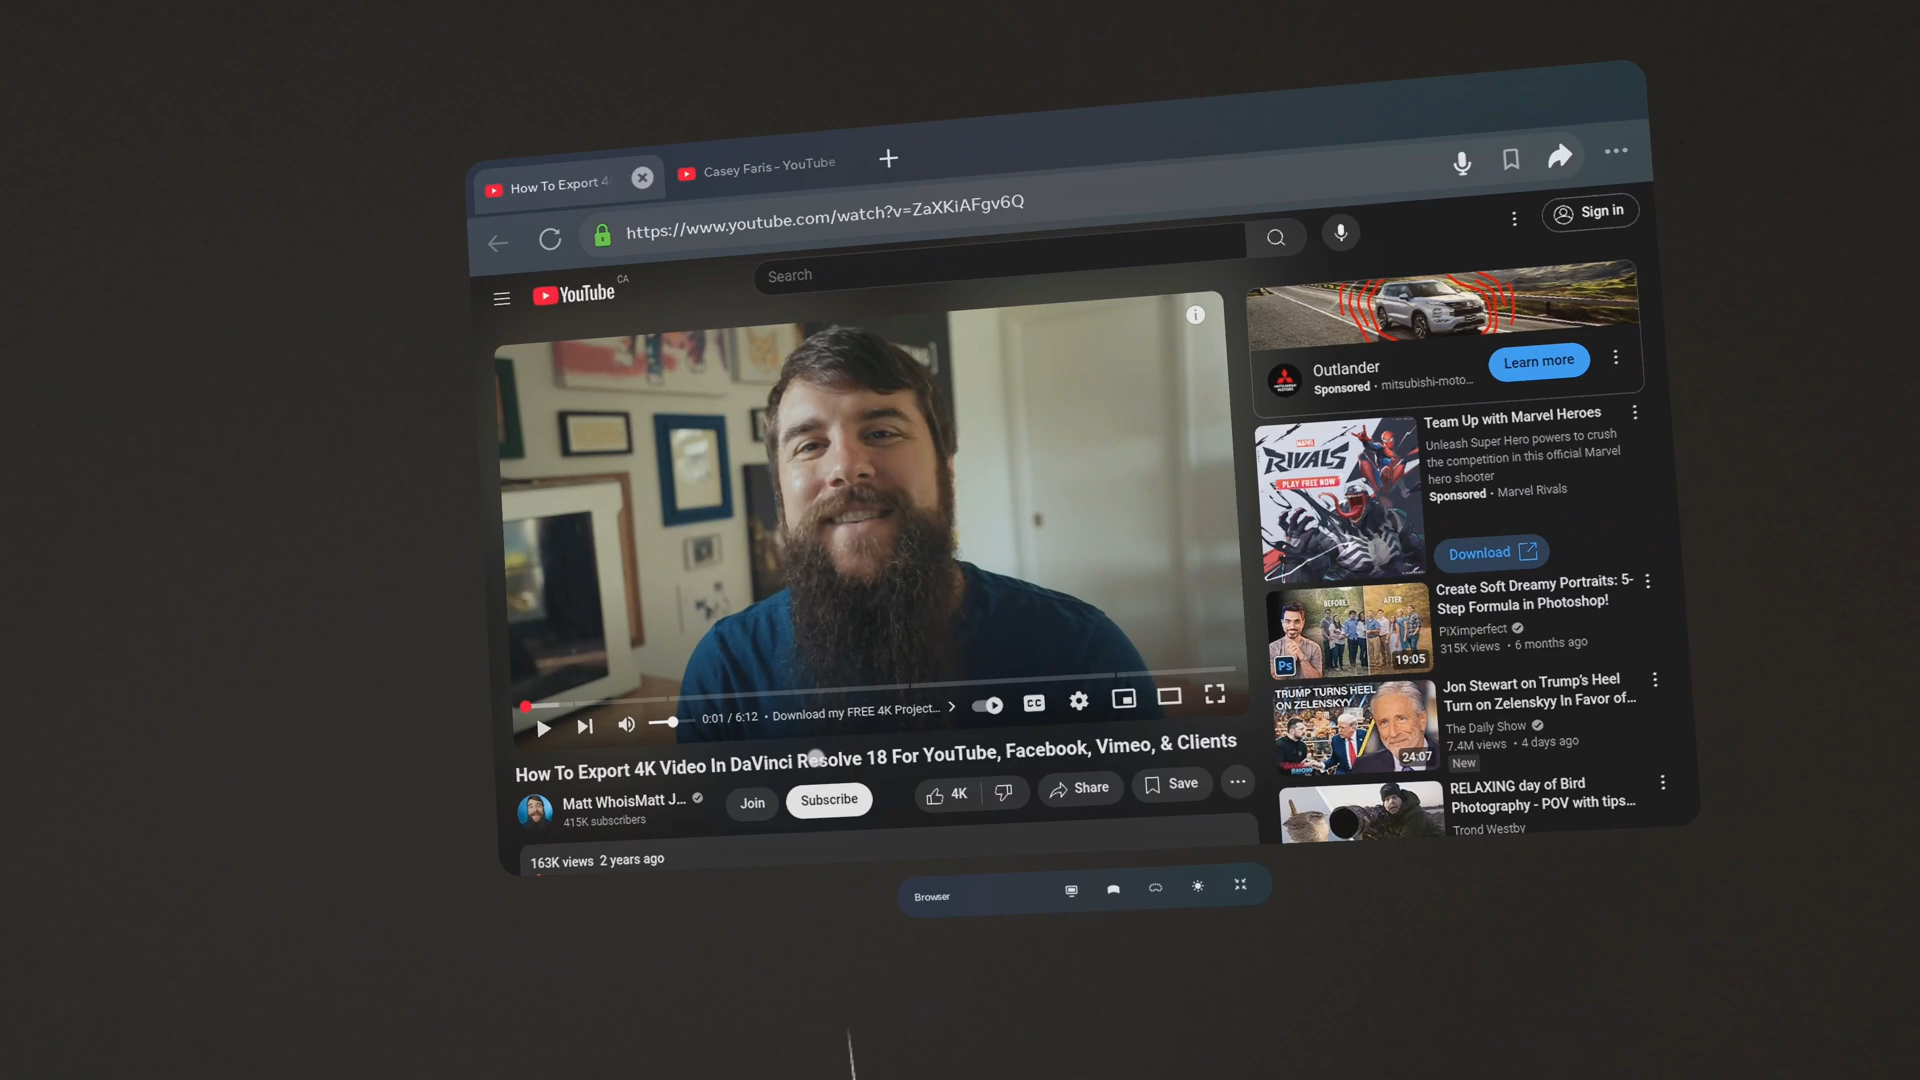 How To Export 4
Casey Faris – YouTube
https://www.youtube.com/watch?v=ZaXKiAFgv6Q
YouTube CA
Search
Sign in
0:01 / 6:12 • Download my FREE 4K Project...
CC
How To Export 4K Video In DaVinci Resolve 18 For YouTube, Facebook, Vimeo, & Clients
Matt WhoisMatt J...
415K subscribers
Join
Subscribe
4K
Share
Save
163K views 2 years ago
Outlander
Sponsored • mitsubishi-moto...
Learn more
MARVEL
RIVALS
PLAY FREE NOW
Team Up with Marvel Heroes
Unleash Super Hero powers to crush
the competition in this official Marvel
hero shooter
Sponsored • Marvel Rivals
Download
BEFORE
AFTER
Ps
19:05
Create Soft Dreamy Portraits: 5-
Step Formula in Photoshop!
PiXimperfect
315K views • 6 months ago
TRUMP TURNS HEEL
ON ZELENSKYY
24:07
Jon Stewart on Trump's Heel
Turn on Zelenskyy In Favor of...
The Daily Show
7.4M views • 4 days ago
New
RELAXING day of Bird
Photography - POV with tips...
Trond Westby
Browser